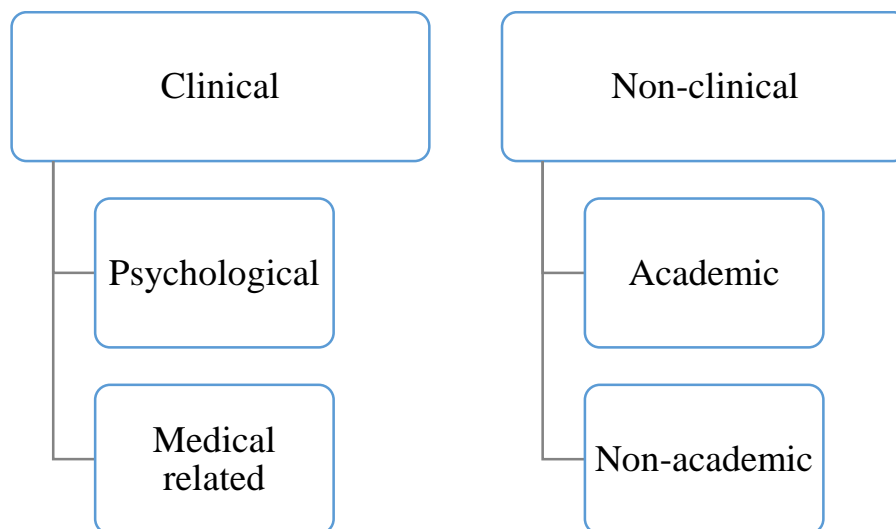 Clinical
Psychological
Medical
related
Non-clinical
Academic
Non-academic